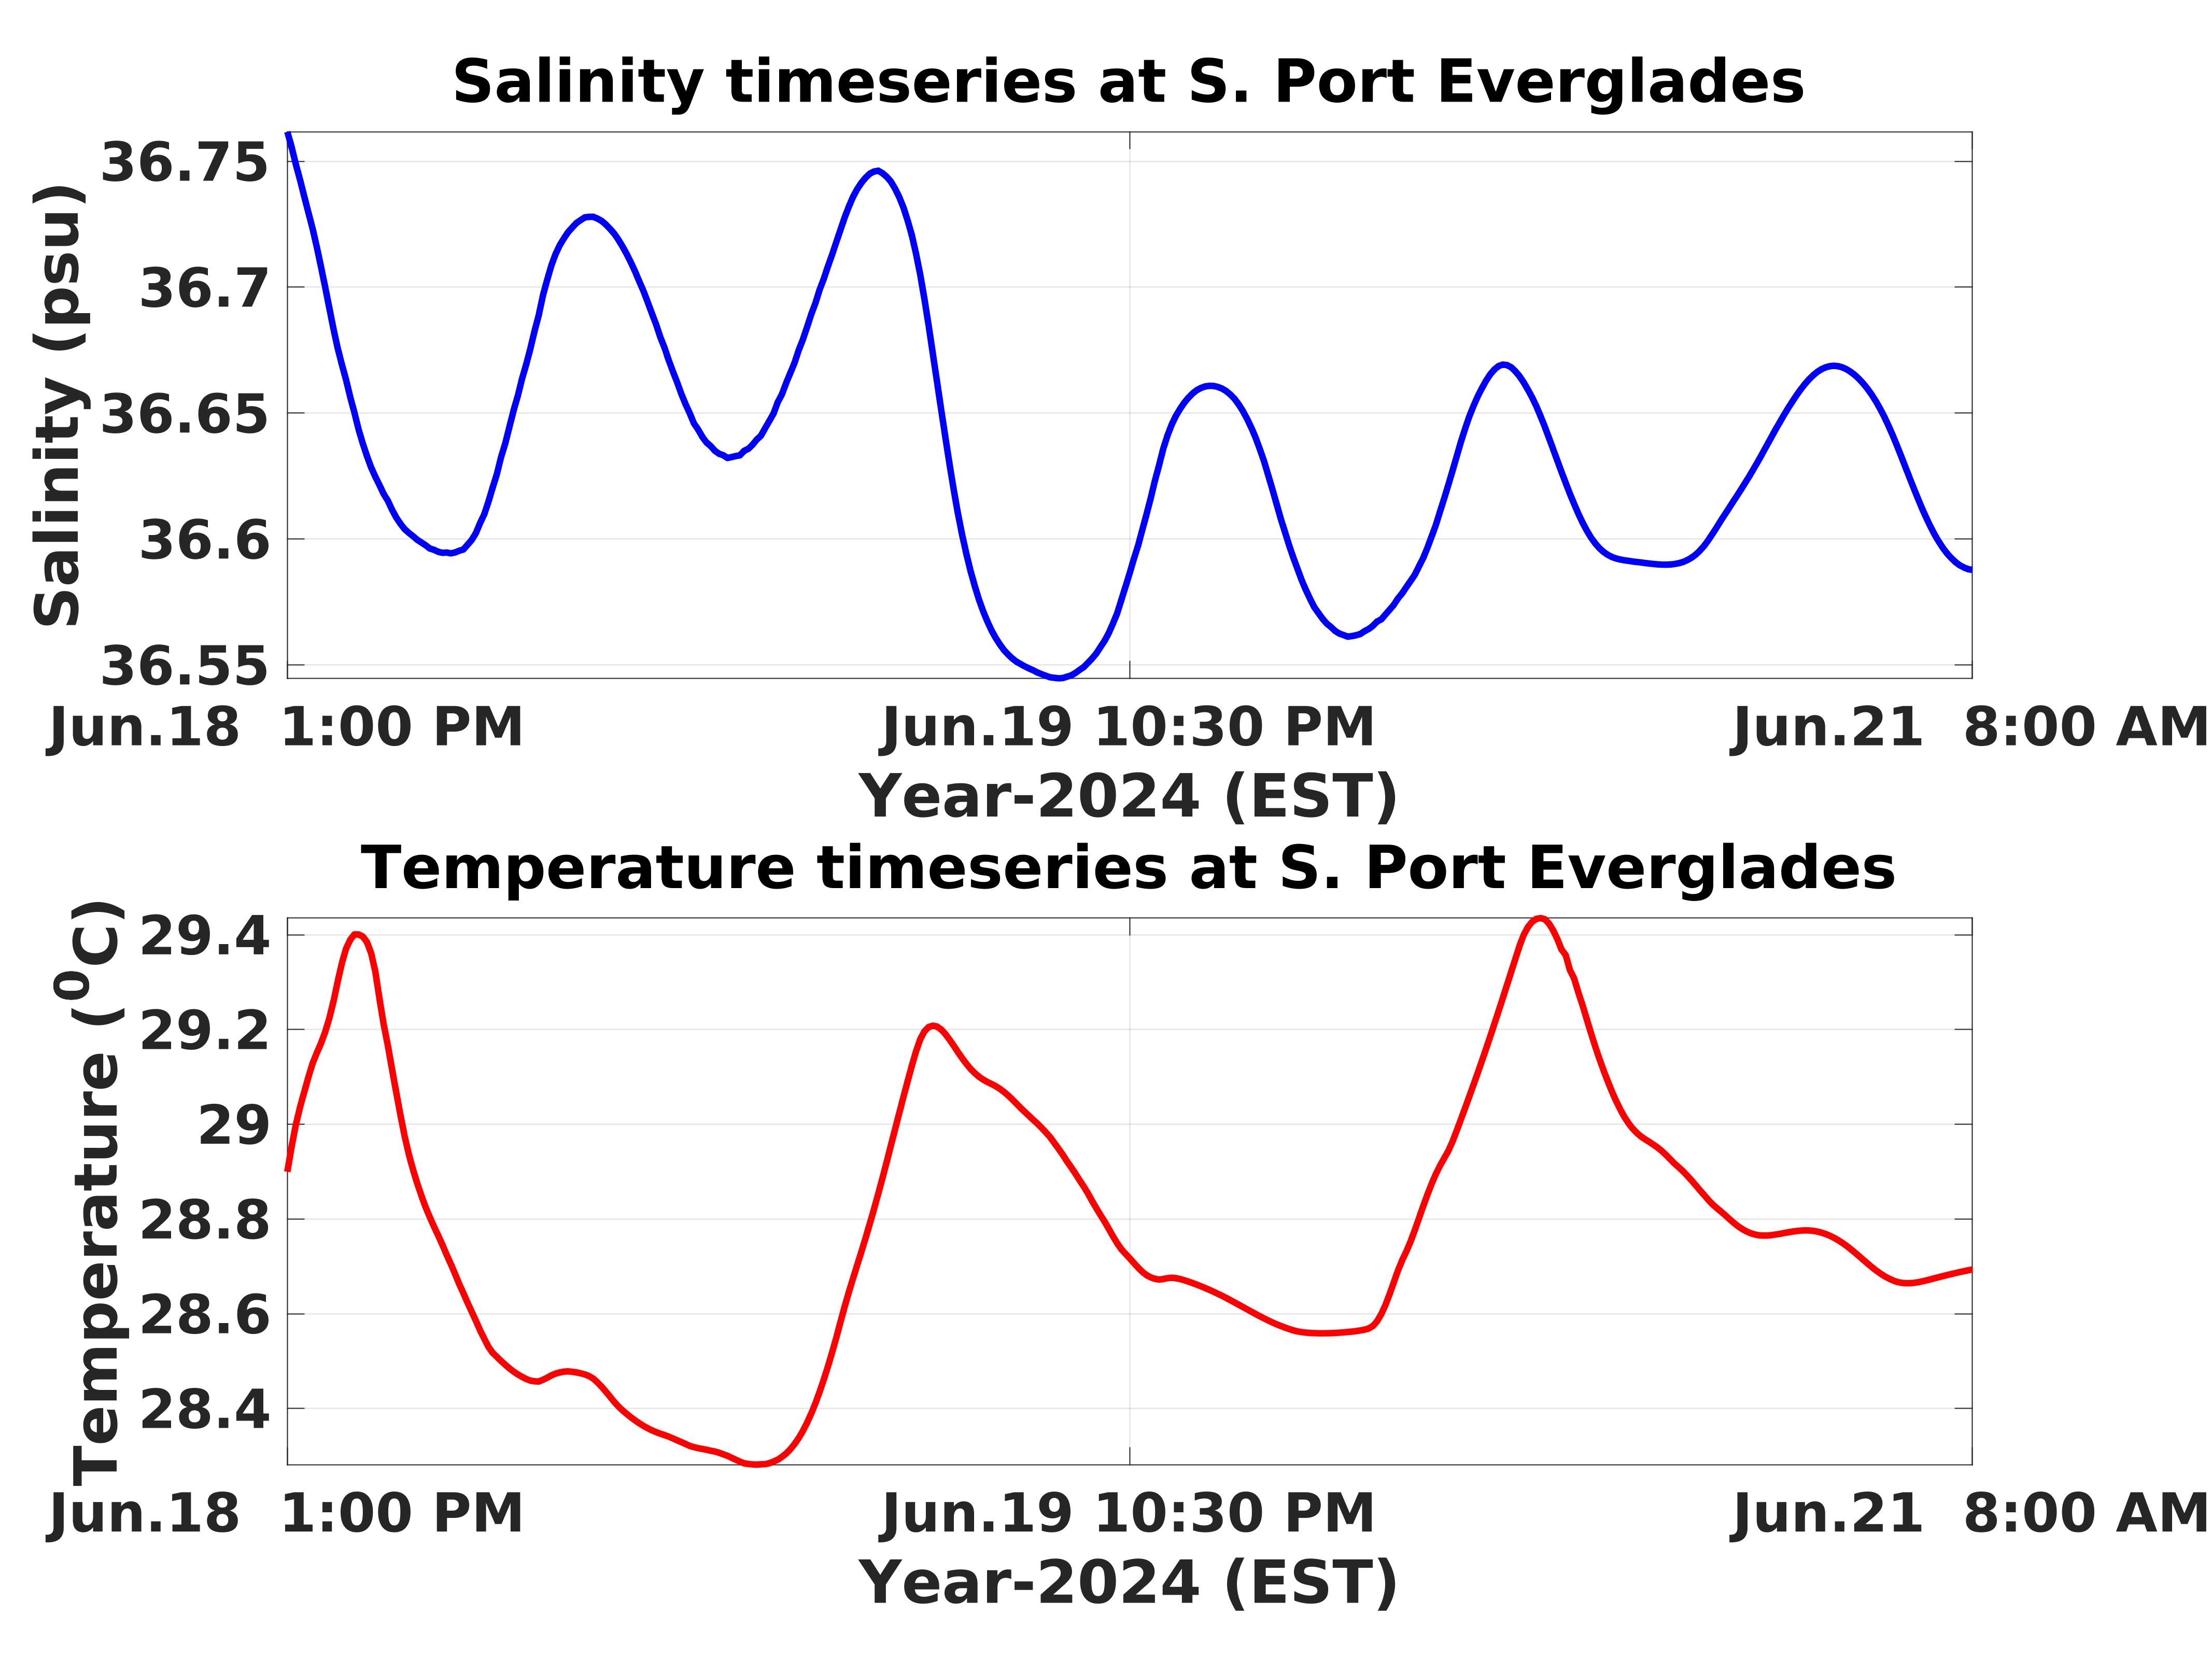 Salinity timeseries at S. Port Everglades
Salinity (psu)
36.75
36.7
36.65
36.6
36.55
Jun.18  1:00 PM
Jun.19 10:30 PM
Jun.21  8:00 AM
Year-2024 (EST)
Temperature timeseries at S. Port Everglades
Temperature (⁰C)
29.4
29.2
29
28.8
28.6
28.4
Jun.18  1:00 PM
Jun.19 10:30 PM
Jun.21  8:00 AM
Year-2024 (EST)